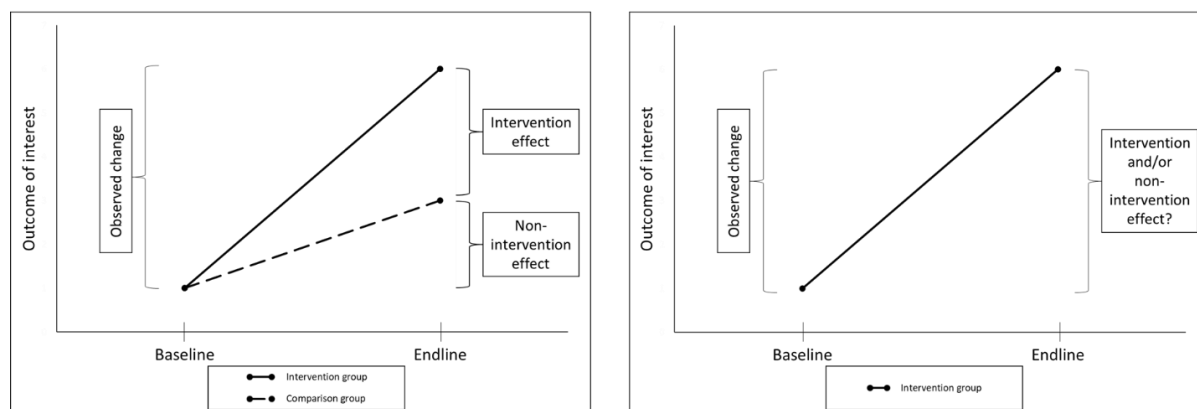 Outcome of interest
Observed change
Intervention
effect
Non-
intervention
effect
Baseline
Endline
Intervention group
Comparison group
Outcome of interest
Observed change
Intervention
and/or
non-
intervention
effect?
Baseline
Endline
Intervention group